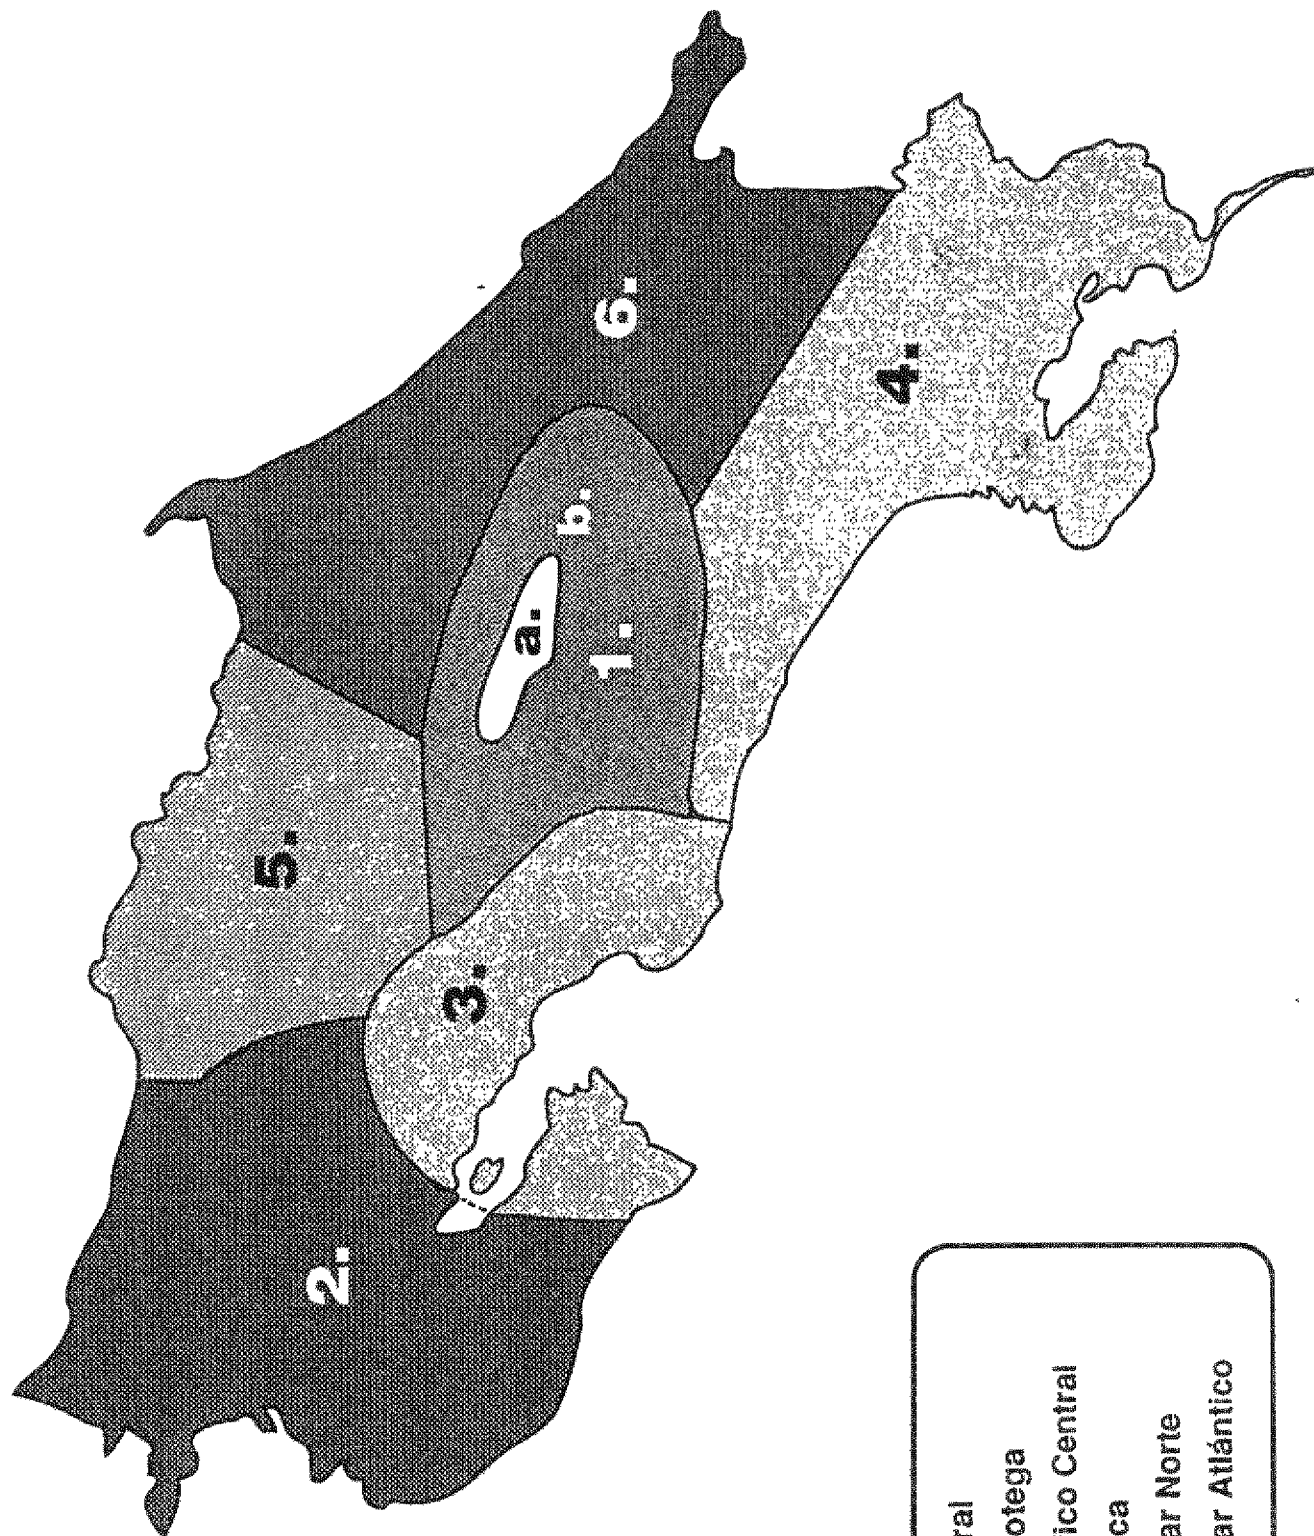 6.
4.
b.
a.
1.
5.
3.
2.
ral
otega
ico Central
ca
ar Norte
ar Atlántico